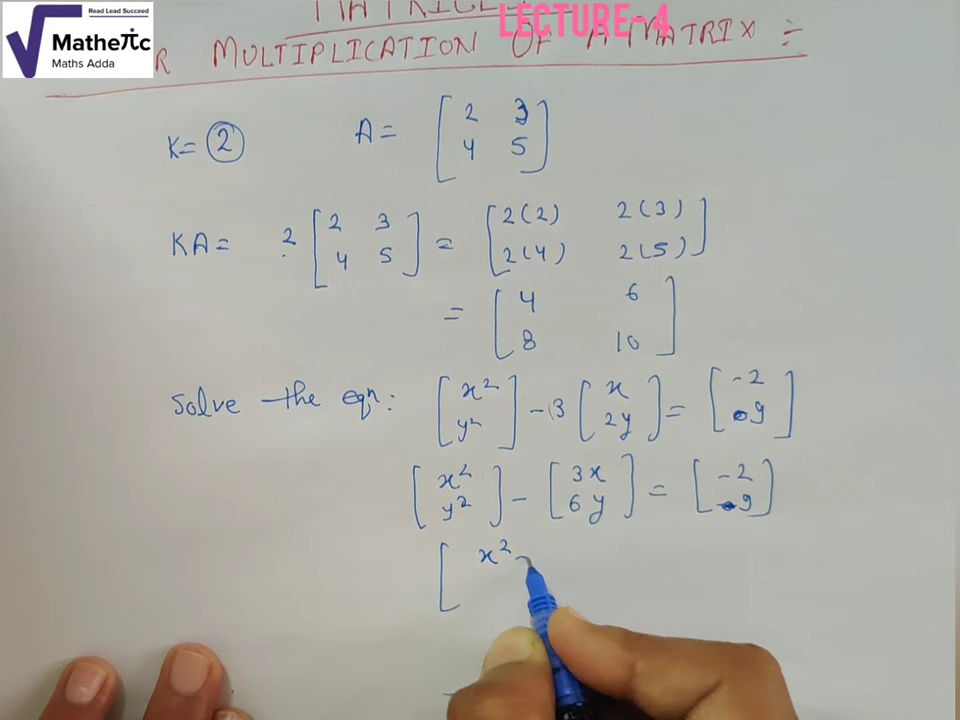 MATRICE
LECTURE-4
Read Lead Succeed
Matheπc
Maths Adda
R MULTIPLICATION OF A MATRIX :-
K= 2 A= [2 3
4 5]
KA= 2 [2 3
4 5] = [2(2) 2(3)
2(4) 2(5)]
= [4 6
8 10]
Solve the eqn: [x²
y²] - 3 [x
2y] = [-2
9]
[x²
y²] - [3x
6y] = [-2
9]
[ x² -